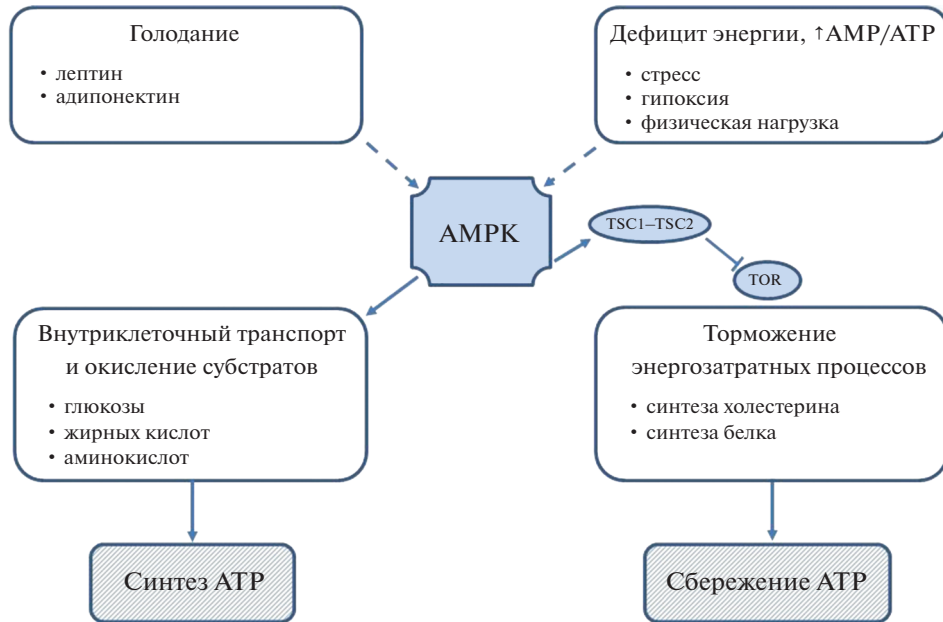 Голодание
• лептин
• адипонектин
Дефицит энергии, ↑AMP/ATP
• стресс
• гипоксия
• физическая нагрузка
AMPK
TSC1–TSC2
TOR
Внутриклеточный транспорт
и окисление субстратов
• глюкозы
• жирных кислот
• аминокислот
Торможение
энергозатратных процессов
• синтеза холестерина
• синтеза белка
Синтез ATP
Сбережение ATP